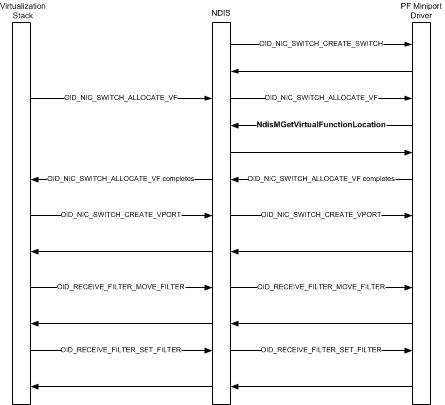 Virtualization
Stack
NDIS
PF Miniport
Driver
OID_NIC_SWITCH_CREATE_SWITCH
OID_NIC_SWITCH_ALLOCATE_VF
OID_NIC_SWITCH_ALLOCATE_VF
NdisMGetVirtualFunctionLocation
OID_NIC_SWITCH_ALLOCATE_VF completes
OID_NIC_SWITCH_ALLOCATE_VF completes
OID_NIC_SWITCH_CREATE_VPORT
OID_NIC_SWITCH_CREATE_VPORT
OID_RECEIVE_FILTER_MOVE_FILTER
OID_RECEIVE_FILTER_MOVE_FILTER
OID_RECEIVE_FILTER_SET_FILTER
OID_RECEIVE_FILTER_SET_FILTER